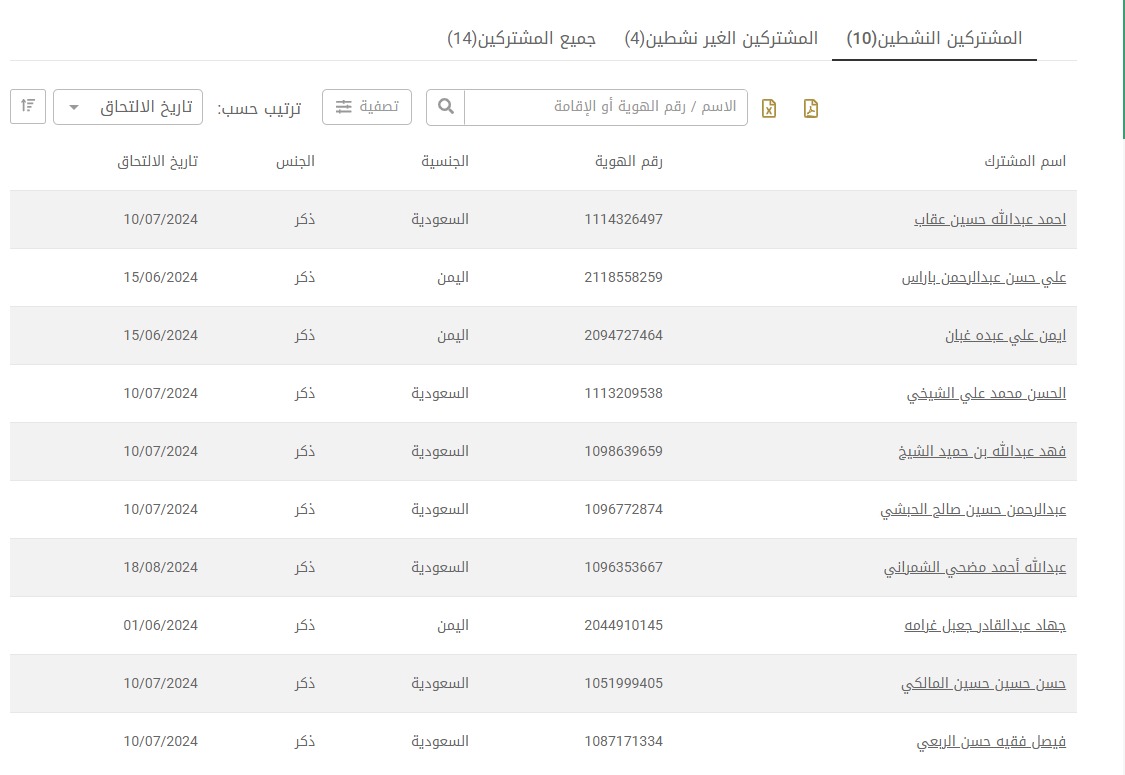 المشتركين النشطين(10) المشتركين الغير نشطين(4) جميع المشتركين(14)
الاسم / رقم الهوية أو الإقامة تصفية ترتيب حسب: تاريخ الالتحاق
اسم المشترك رقم الهوية الجنسية الجنس تاريخ الالتحاق
احمد عبدالله حسين عقاب 1114326497 السعودية ذكر 10/07/2024
علي حسن عبدالرحمن باراس 2118558259 اليمن ذكر 15/06/2024
ايمن علي عبده غبان 2094727464 اليمن ذكر 15/06/2024
الحسن محمد علي الشيخي 1113209538 السعودية ذكر 10/07/2024
فهد عبدالله بن حميد الشيخ 1098639659 السعودية ذكر 10/07/2024
عبدالرحمن حسين صالح الحبشي 1096772874 السعودية ذكر 10/07/2024
عبدالله أحمد مضحي الشمراني 1096353667 السعودية ذكر 18/08/2024
جهاد عبدالقادر جعبل غرامه 2044910145 اليمن ذكر 01/06/2024
حسن حسين حسين المالكي 1051999405 السعودية ذكر 10/07/2024
فيصل فقيه حسن الربعي 1087171334 السعودية ذكر 10/07/2024